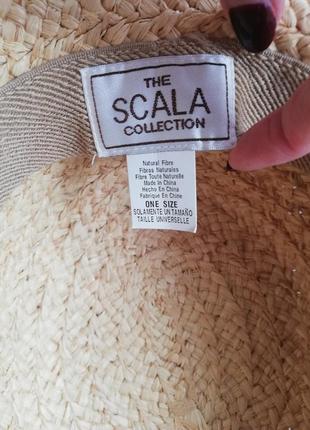 THE
SCALA
COLLECTION
Natural Fibre
Fibras Naturales
Fibre Toute Naturelle
Made In China
Hecho En China
Fabrique En Chine
ONE SIZE
SOLAMENTE UN TAMAÑO
TAILLE UNIVERSELLE